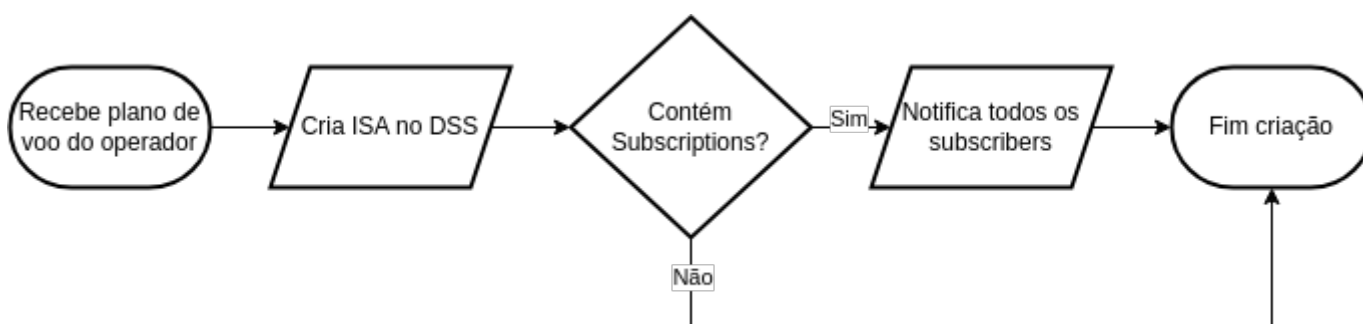 Recebe plano de
voo do operador
Cria ISA no DSS
Contém
Subscriptions?
Sim
Notifica todos os
subscribers
Fim criação
Não